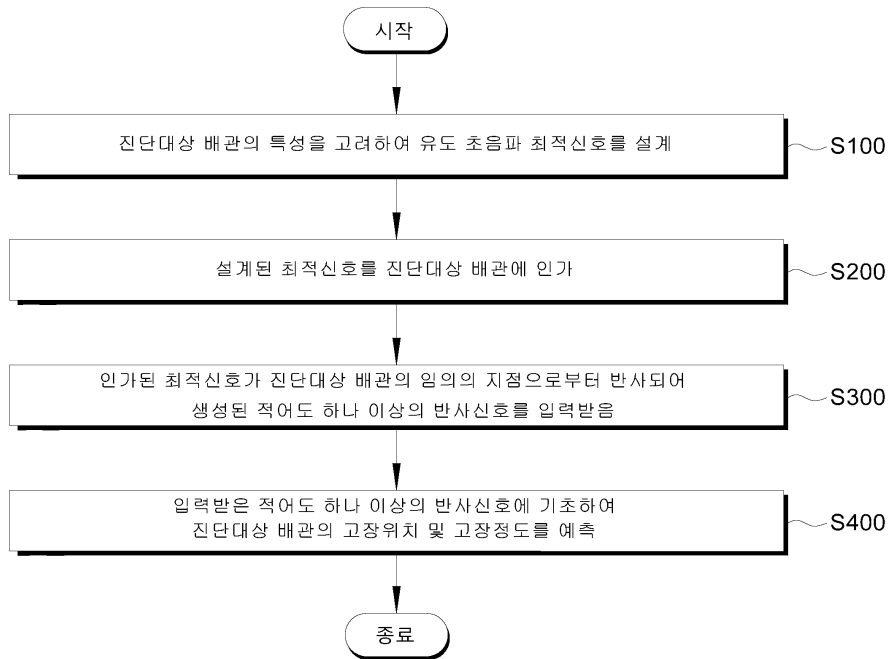 시작
진단대상 배관의 특성을 고려하여 유도 초음파 최적신호를 설계
S100
설계된 최적신호를 진단대상 배관에 인가
S200
인가된 최적신호가 진단대상 배관의 임의의 지점으로부터 반사되어
생성된 적어도 하나 이상의 반사신호를 입력받음
S300
입력받은 적어도 하나 이상의 반사신호에 기초하여
진단대상 배관의 고장위치 및 고장정도를 예측
S400
종료